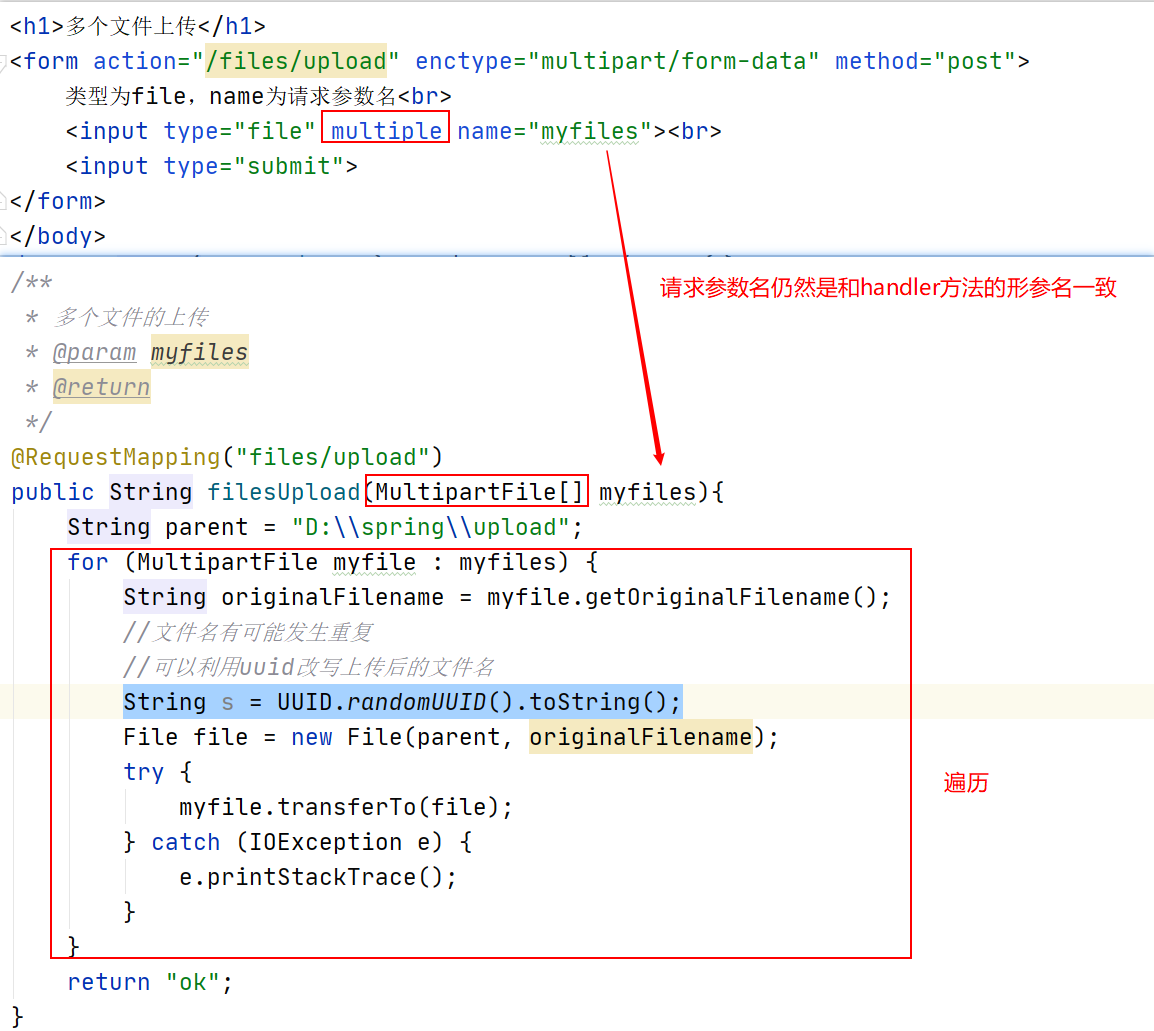 <h1>多个文件上传</h1>
<form action="/files/upload" enctype="multipart/form-data" method="post">
    类型为file，name为请求参数名<br>
    <input type="file" multiple name="myfiles"><br>
    <input type="submit">
</form>
</body>
/**
请求参数名仍然是和handler方法的形参名一致
 * 多个文件的上传
 * @param myfiles
 * @return
 */
@RequestMapping("files/upload")
public String filesUpload(MultipartFile[] myfiles){
    String parent = "D:\\spring\\upload";
    for (MultipartFile myfile : myfiles) {
        String originalFilename = myfile.getOriginalFilename();
        //文件名有可能发生重复
        //可以利用uuid改写上传后的文件名
        String s = UUID.randomUUID().toString();
        File file = new File(parent, originalFilename);
        try {
遍历
            myfile.transferTo(file);
        } catch (IOException e) {
            e.printStackTrace();
        }
    }
    return "ok";
}